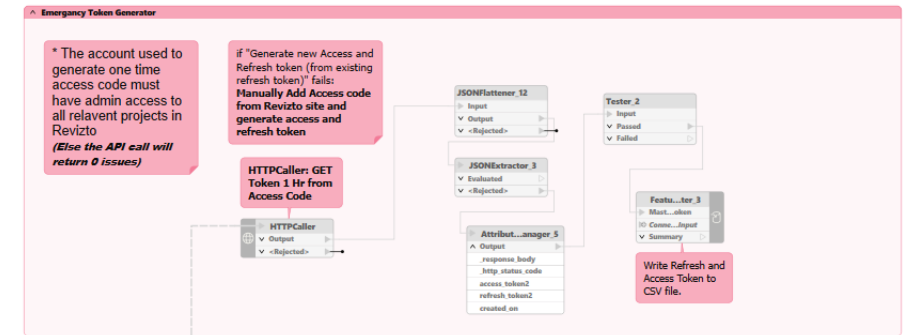 Emergancy Token Generator
* The account used to
generate one time
access code must
have admin access to
all relavent projects in
Revizto
(Else the API call will
return 0 issues)
if "Generate new Access and
Refresh token (from existing
refresh token)" fails:
Manually Add Access code
from Revizto site and
generate access and
refresh token
HTTPCaller: GET
Token 1 Hr from
Access Code
HTTPCaller
Output
<Rejected>
JSONFlattener_12
Input
Output
<Rejected>
JSONExtractor_3
Evaluated
<Rejected>
Attribut...anager_5
Output
_response_body
_http_status_code
access_token2
refresh_token2
created_on
Tester_2
Input
Passed
Failed
Featu...ter_3
Mast...oken
Conne...Input
Summary
Write Refresh and
Access Token to
CSV file.